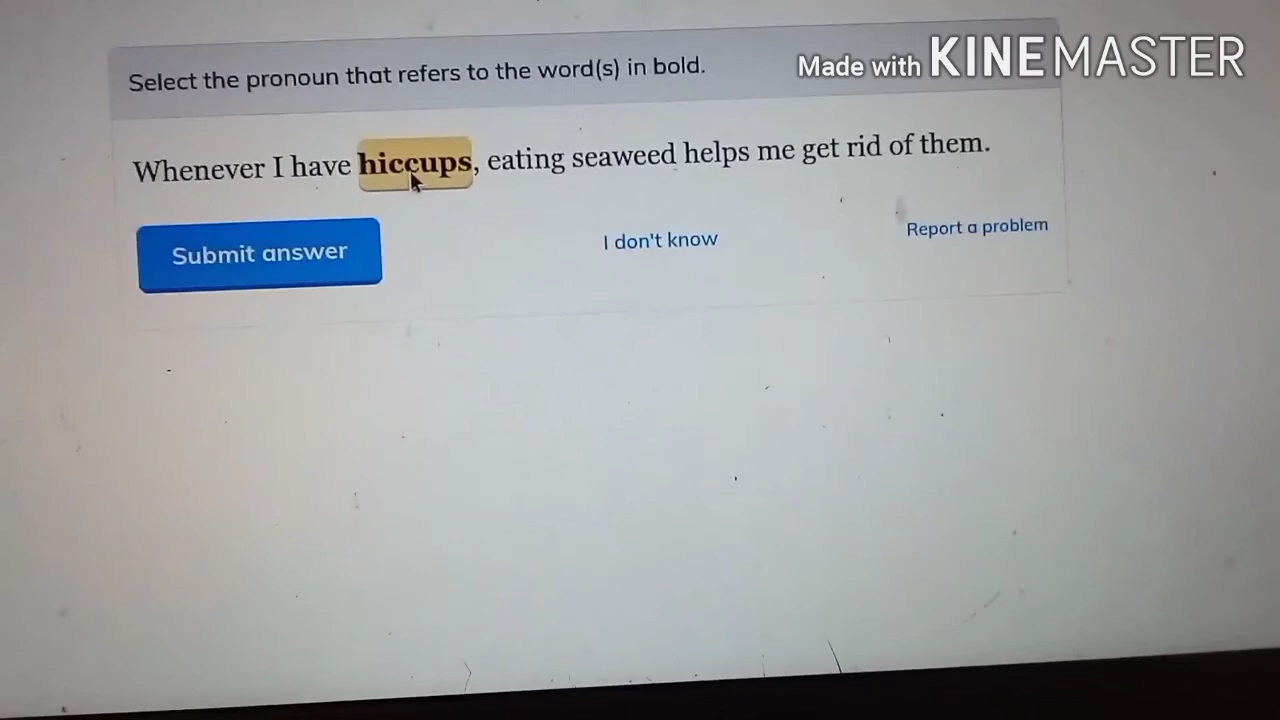 Made with KINEMASTER
Select the pronoun that refers to the word(s) in bold.
Whenever I have hiccups, eating seaweed helps me get rid of them.
Submit answer
I don't know
Report a problem